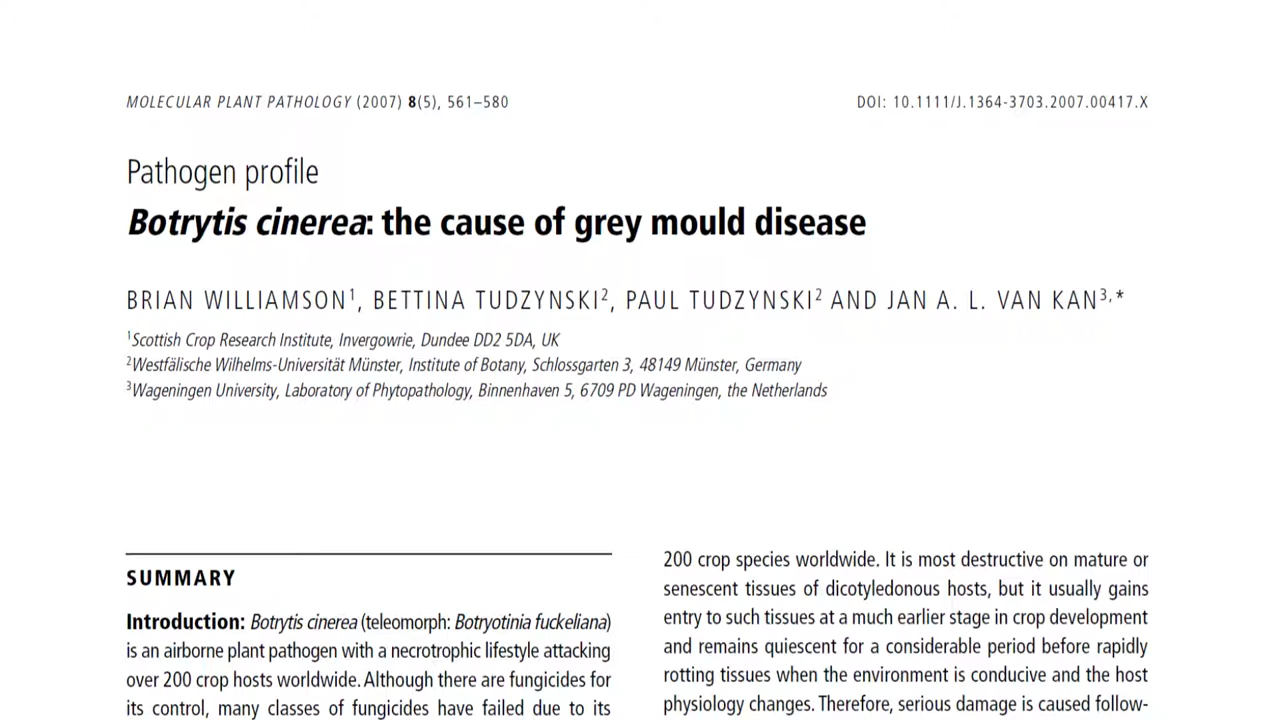 MOLECULAR PLANT PATHOLOGY (2007) 8(5), 561–580
DOI: 10.1111/J.1364-3703.2007.00417.X
Pathogen profile
Botrytis cinerea: the cause of grey mould disease
BRIAN WILLIAMSON¹, BETTINA TUDZYNSKI², PAUL TUDZYNSKI² AND JAN A. L. VAN KAN³,*
¹Scottish Crop Research Institute, Invergowrie, Dundee DD2 5DA, UK
²Westfälische Wilhelms-Universität Münster, Institute of Botany, Schlossgarten 3, 48149 Münster, Germany
³Wageningen University, Laboratory of Phytopathology, Binnenhaven 5, 6709 PD Wageningen, the Netherlands
SUMMARY
Introduction: Botrytis cinerea (teleomorph: Botryotinia fuckeliana)
is an airborne plant pathogen with a necrotrophic lifestyle attacking
over 200 crop hosts worldwide. Although there are fungicides for
its control, many classes of fungicides have failed due to its
200 crop species worldwide. It is most destructive on mature or
senescent tissues of dicotyledonous hosts, but it usually gains
entry to such tissues at a much earlier stage in crop development
and remains quiescent for a considerable period before rapidly
rotting tissues when the environment is conducive and the host
physiology changes. Therefore, serious damage is caused follow-